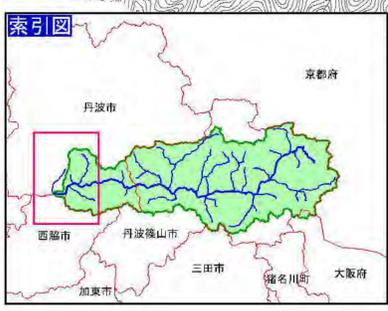 索引図
京都府
丹波市
西脇市
丹波篠山市
三田市
猪名川町
大阪府
加東市